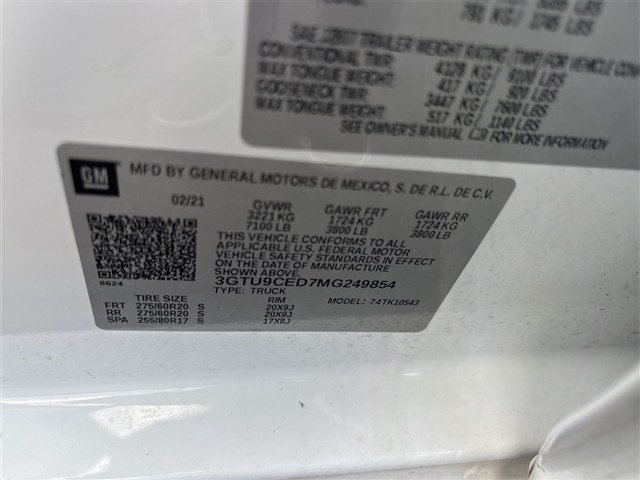 791 KG / 1745 LBS
SAE J2807 TRAILER WEIGHT RATING (TWR) FOR VEHICLE
CONVENTIONAL TWR: 4128 KG / 9100 LBS
MAX TONGUE WEIGHT: 417 KG / 920 LBS
GOOSENECK TWR: 3447 KG / 7600 LBS
MAX TONGUE WEIGHT: 517 KG / 1140 LBS
SEE OWNER'S MANUAL FOR MORE INFORMATION
GM
MFD BY GENERAL MOTORS DE MEXICO, S. DE R.L. DE C.V.
02/21 GVWR GAWR FRT GAWR RR
3221 KG 1724 KG 1724 KG
7100 LB 3800 LB 3800 LB
THIS VEHICLE CONFORMS TO ALL
APPLICABLE U.S. FEDERAL MOTOR
VEHICLE SAFETY STANDARDS IN EFFECT
ON THE DATE OF MANUFACTURE
SHOWN ABOVE.
8624 3GTU9CED7MG249854
TYPE: TRUCK MODEL: 74TK10543
TIRE SIZE RIM
FRT 275/60R20 S 20X9J
RR 275/60R20 S 20X9J
SPA 255/80R17 S 17X8J